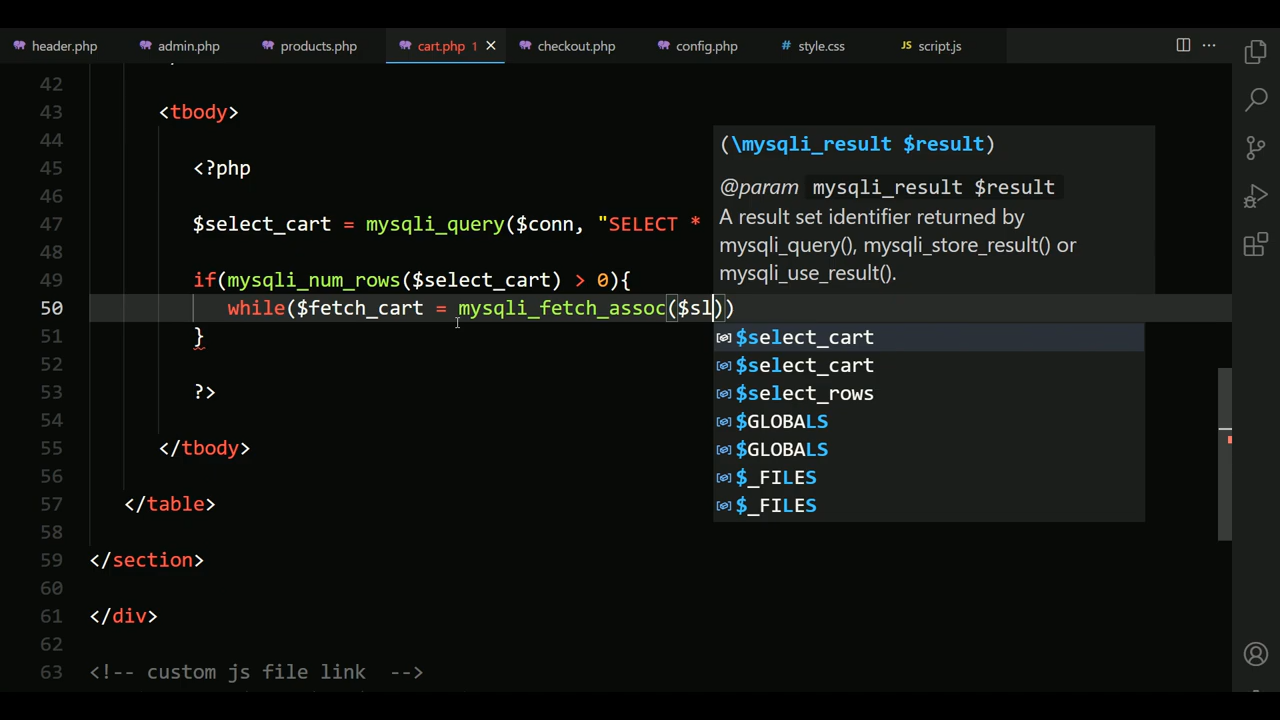 header.php admin.php products.php cart.php 1 × checkout.php config.php # style.css JS script.js ···
42
43 <tbody>
44
45 <?php
46
47 $select_cart = mysqli_query($conn, "SELECT *
48
49 if(mysqli_num_rows($select_cart) > 0){
50 while($fetch_cart = mysqli_fetch_assoc($sl))
51 }
52
53 ?>
54
55 </tbody>
56
57 </table>
58
59 </section>
60
61 </div>
62
63 <!-- custom js file link -->
(\mysqli_result $result)
@param mysqli_result $result
A result set identifier returned by
mysqli_query(), mysqli_store_result() or
mysqli_use_result().
$select_cart
$select_cart
$select_rows
$GLOBALS
$GLOBALS
$_FILES
$_FILES